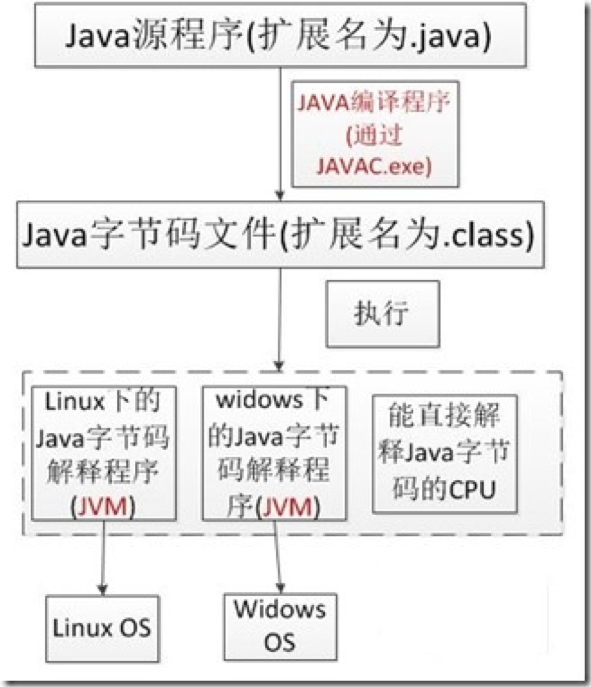 Java源程序(扩展名为.java)
JAVA编译程序
(通过
JAVAC.exe)
Java字节码文件(扩展名为.class)
执行
Linux下的
Java字节码
解释程序
(JVM)
widows下
的Java字节
码解释程
序(JVM)
能直接解
释Java字节
码的CPU
Linux OS
Widows
OS